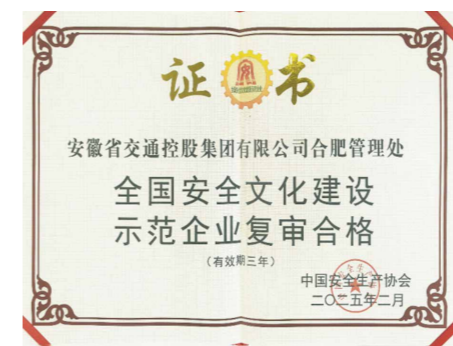 证书
安徽省交通控股集团有限公司合肥管理处
全国安全文化建设
示范企业复审合格
(有效期三年)
中国安全生产协会
二〇二五年二月